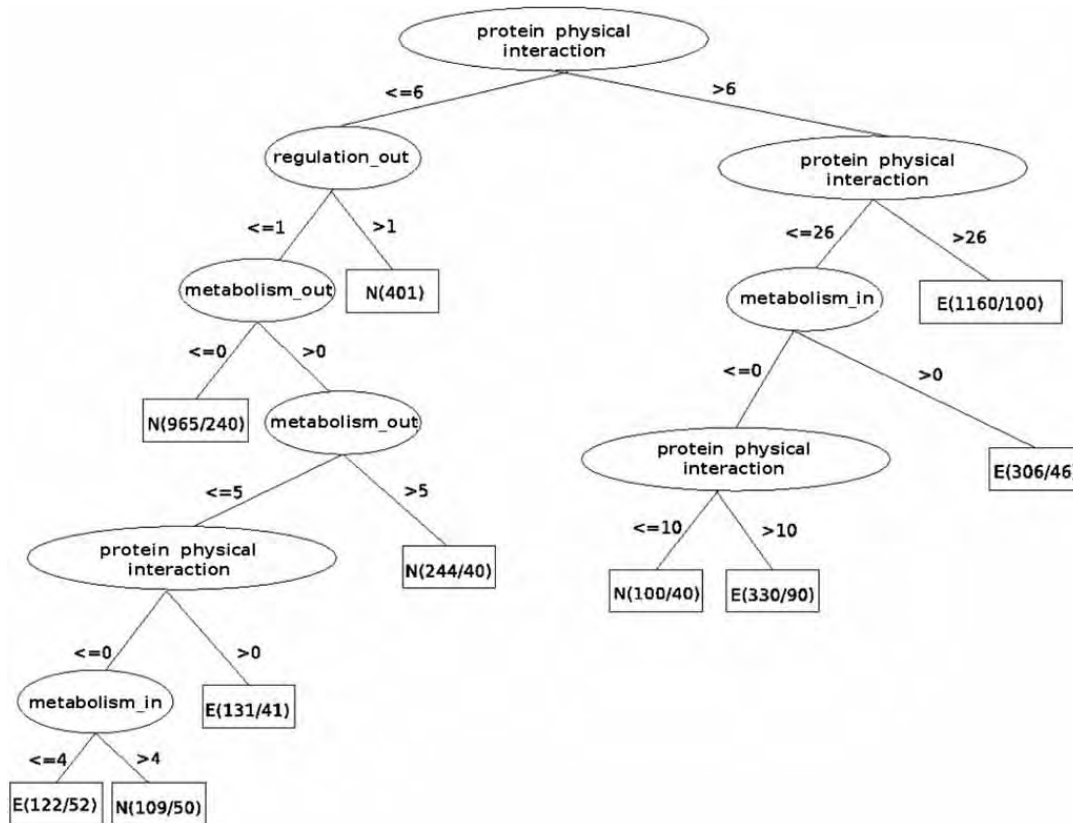 protein physical
interaction
<=6
>6
regulation_out
protein physical
interaction
<=1
>1
<=26
>26
metabolism_out
N(401)
metabolism_in
E(1160/100)
<=0
>0
<=0
>0
N(965/240)
metabolism_out
protein physical
interaction
E(306/46)
<=5
>5
<=10
>10
protein physical
interaction
N(244/40)
N(100/40)
E(330/90)
<=0
>0
metabolism_in
E(131/41)
<=4
>4
E(122/52)
N(109/50)